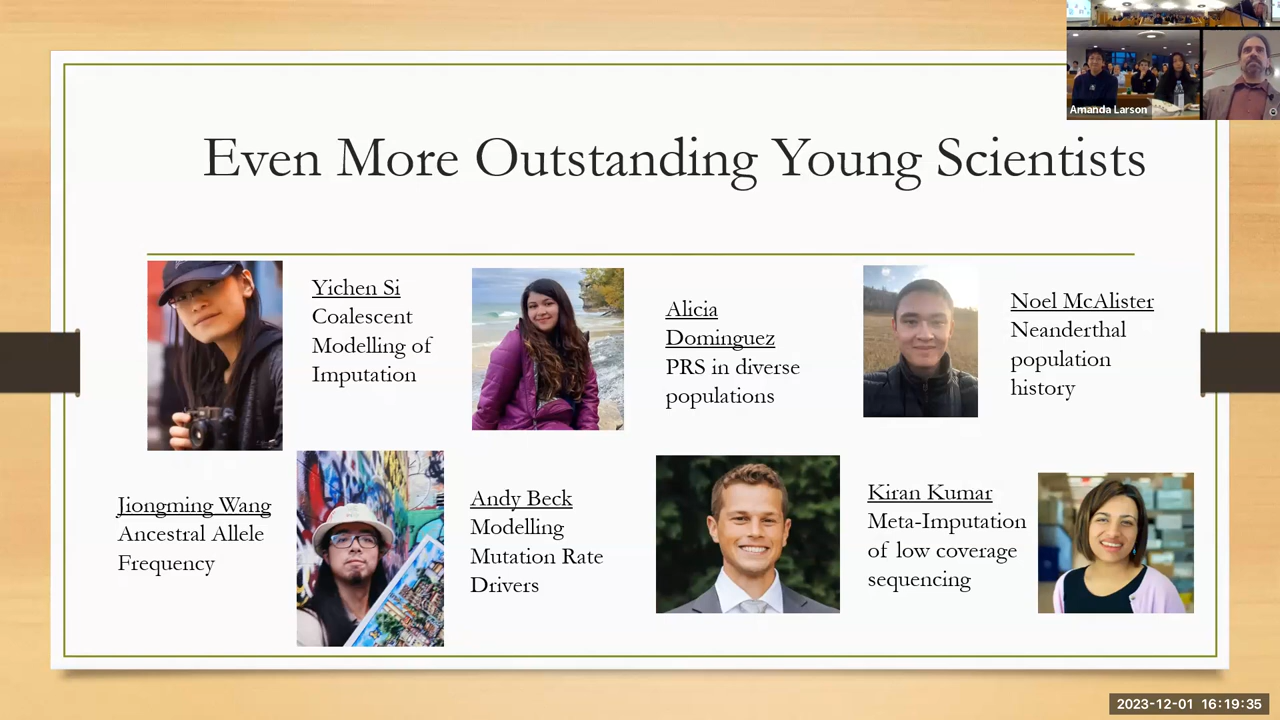 Amanda Larson
Even More Outstanding Young Scientists
Yichen Si
Coalescent
Modelling of
Imputation
Alicia
Dominguez
PRS in diverse
populations
Noel McAlister
Neanderthal
population
history
Jiongming Wang
Ancestral Allele
Frequency
Andy Beck
Modelling
Mutation Rate
Drivers
Kiran Kumar
Meta-Imputation
of low coverage
sequencing
2023-12-01 16:19:35